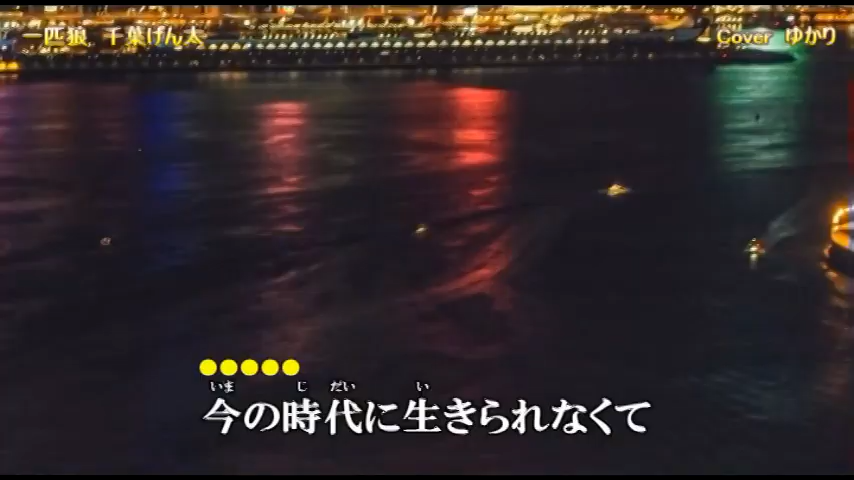 一匹狼 千葉げん太
Cover ゆかり
いま じ だい い
今の時代に生きられなくて